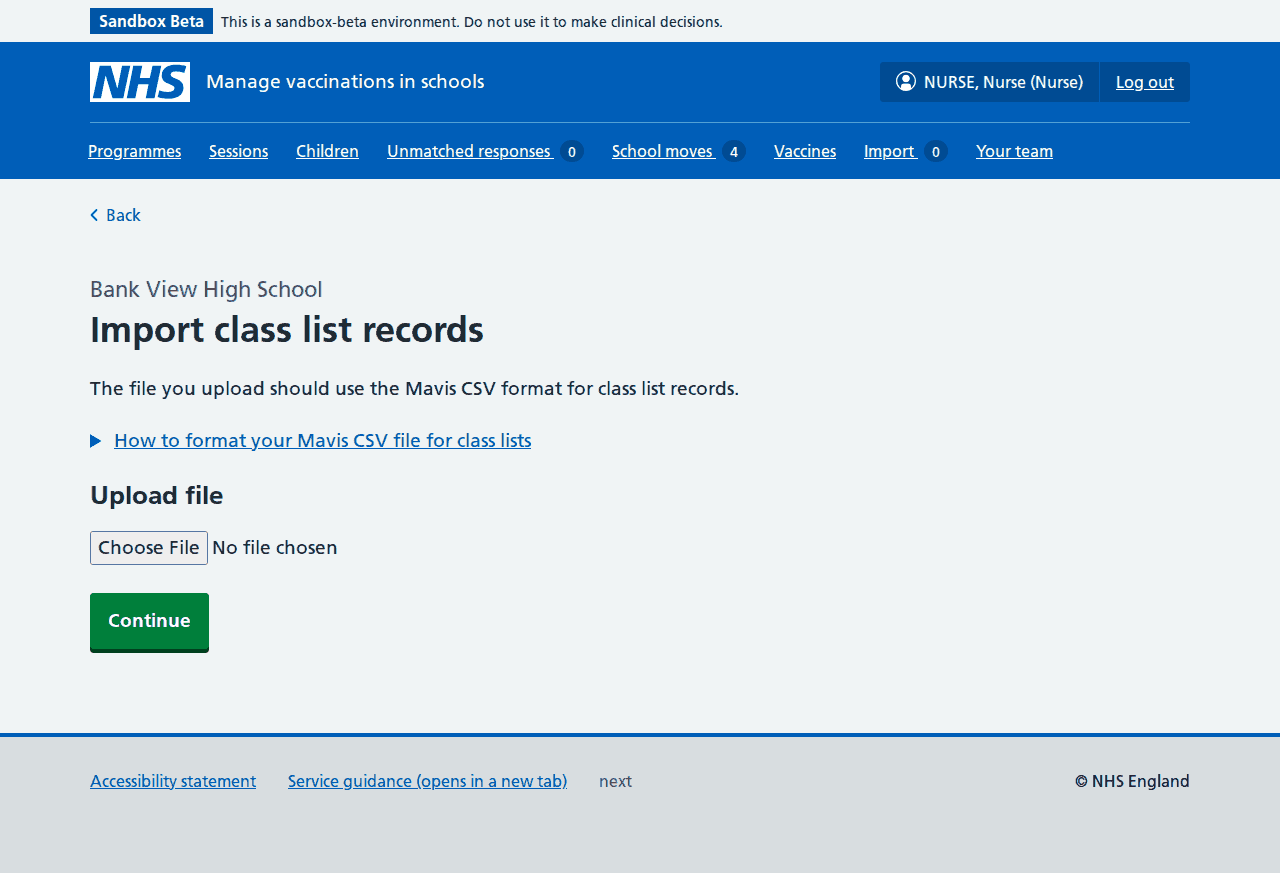 Sandbox Beta This is a sandbox-beta environment. Do not use it to make clinical decisions.
NHS Manage vaccinations in schools NURSE, Nurse (Nurse) Log out
Programmes Sessions Children Unmatched responses 0 School moves 4 Vaccines Import 0 Your team
Back
Bank View High School
Import class list records
The file you upload should use the Mavis CSV format for class list records.
How to format your Mavis CSV file for class lists
Upload file
Choose File No file chosen
Continue
Accessibility statement Service guidance (opens in a new tab) next © NHS England